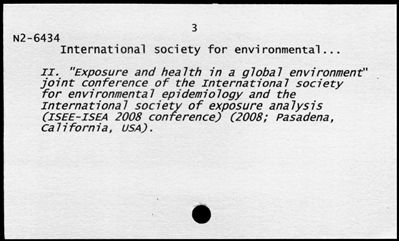 3
N2-6434
International society for environmental...
II. "Exposure and health in a global environment"
joint conference of the International society
for environmental epidemiology and the
International society of exposure analysis
(ISEE-ISEA 2008 conference) (2008; Pasadena,
California, USA).